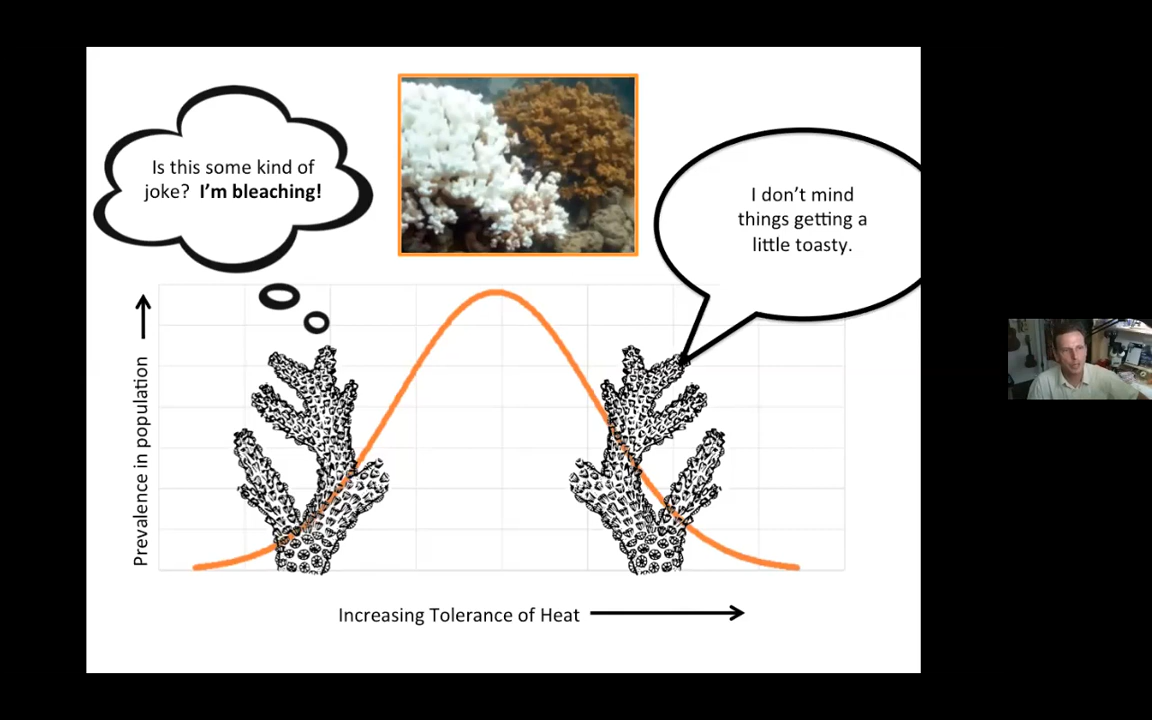 Is this some kind of
joke? I'm bleaching!
I don't mind
things getting a
little toasty.
Prevalence in population
Increasing Tolerance of Heat